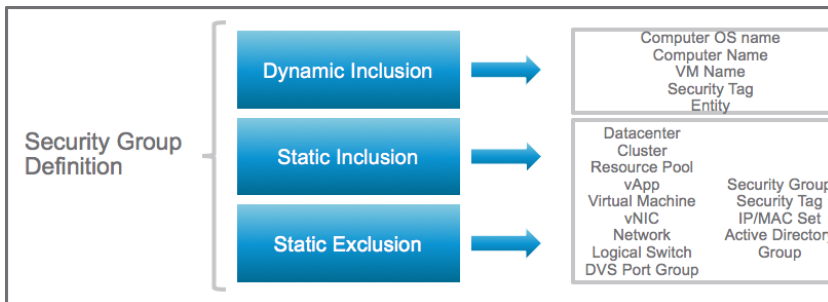 Security Group
Definition
Dynamic Inclusion
Computer OS name
Computer Name
VM Name
Security Tag
Entity
Static Inclusion
Static Exclusion
Datacenter
Cluster
Resource Pool
vApp
Virtual Machine
vNIC
Network
Logical Switch
DVS Port Group
Security Group
Security Tag
IP/MAC Set
Active Directory
Group